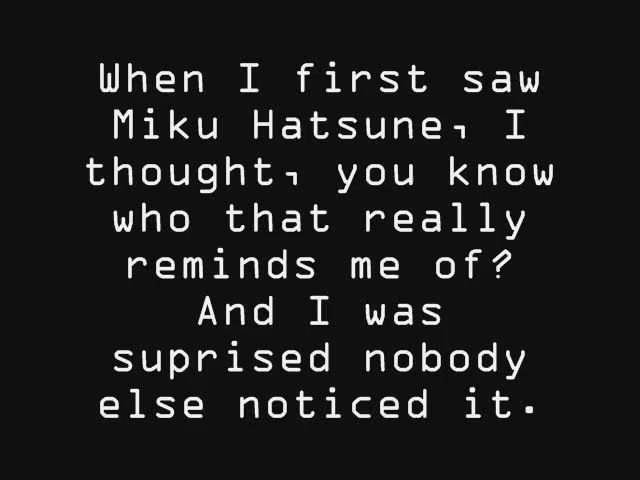 When I first saw
Miku Hatsune, I
thought, you know
who that really
reminds me of?
And I was
suprised nobody
else noticed it.